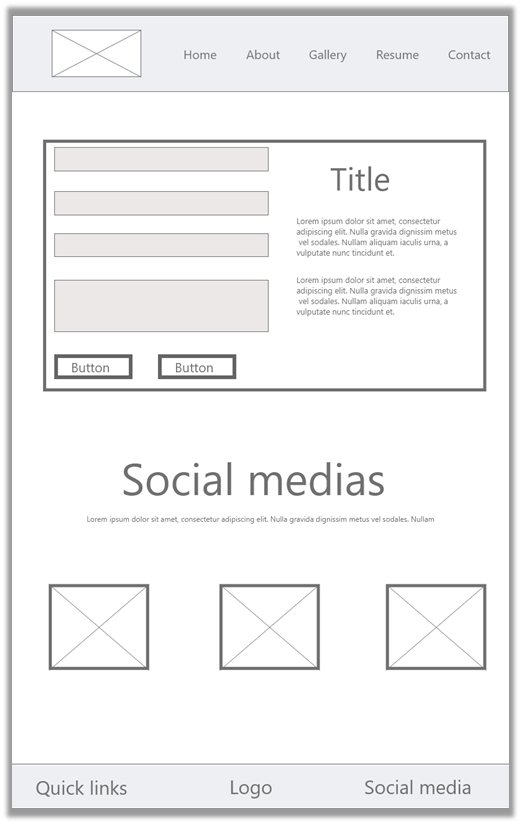 Home About Gallery Resume Contact
Title
Lorem ipsum dolor sit amet, consectetur
adipiscing elit. Nulla gravida dignissim metus
vel sodales. Nullam aliquam iaculis urna, a
vulputate nunc tincidunt et.
Lorem ipsum dolor sit amet, consectetur
adipiscing elit. Nulla gravida dignissim metus
vel sodales. Nullam aliquam iaculis urna, a
vulputate nunc tincidunt et.
Button Button
Social medias
Lorem ipsum dolor sit amet, consectetur adipiscing elit. Nulla gravida dignissim metus vel sodales. Nullam
Quick links Logo Social media